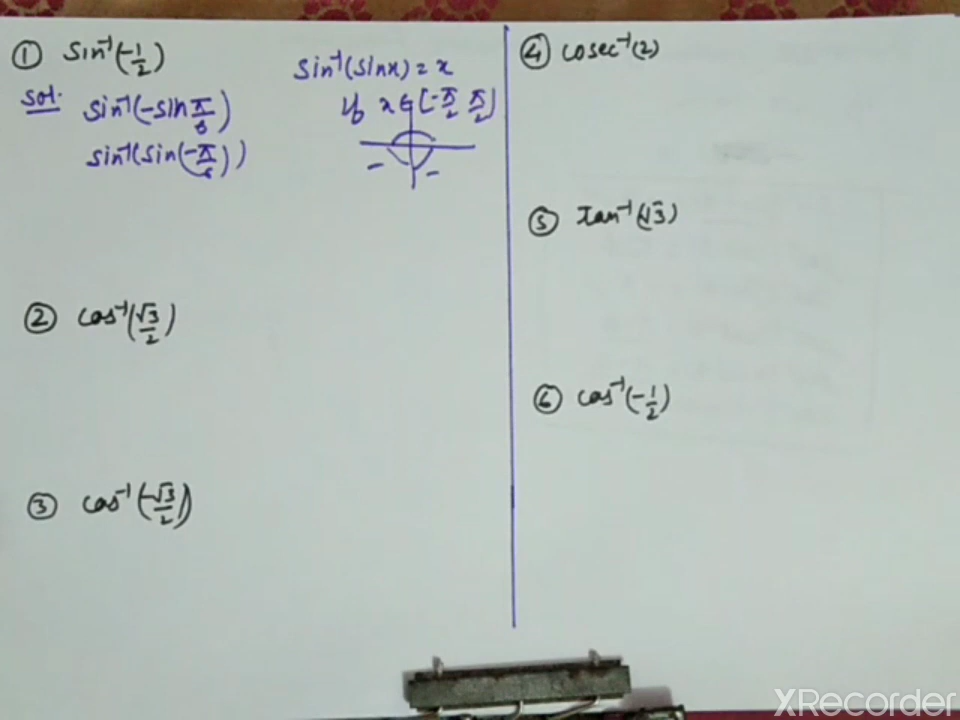 ① sin⁻¹(-1/2)
Sol. sin⁻¹(-sin π/6)
sin⁻¹(sin(-π/6))
sin⁻¹(sinx) = x
if x ∈ [-π/2 π/2]
- -
② cos⁻¹(√3/2)
③ cos⁻¹(-√3/2)
④ cosec⁻¹(2)
⑤ tan⁻¹(√3)
⑥ cos⁻¹(-1/2)
XRecorder